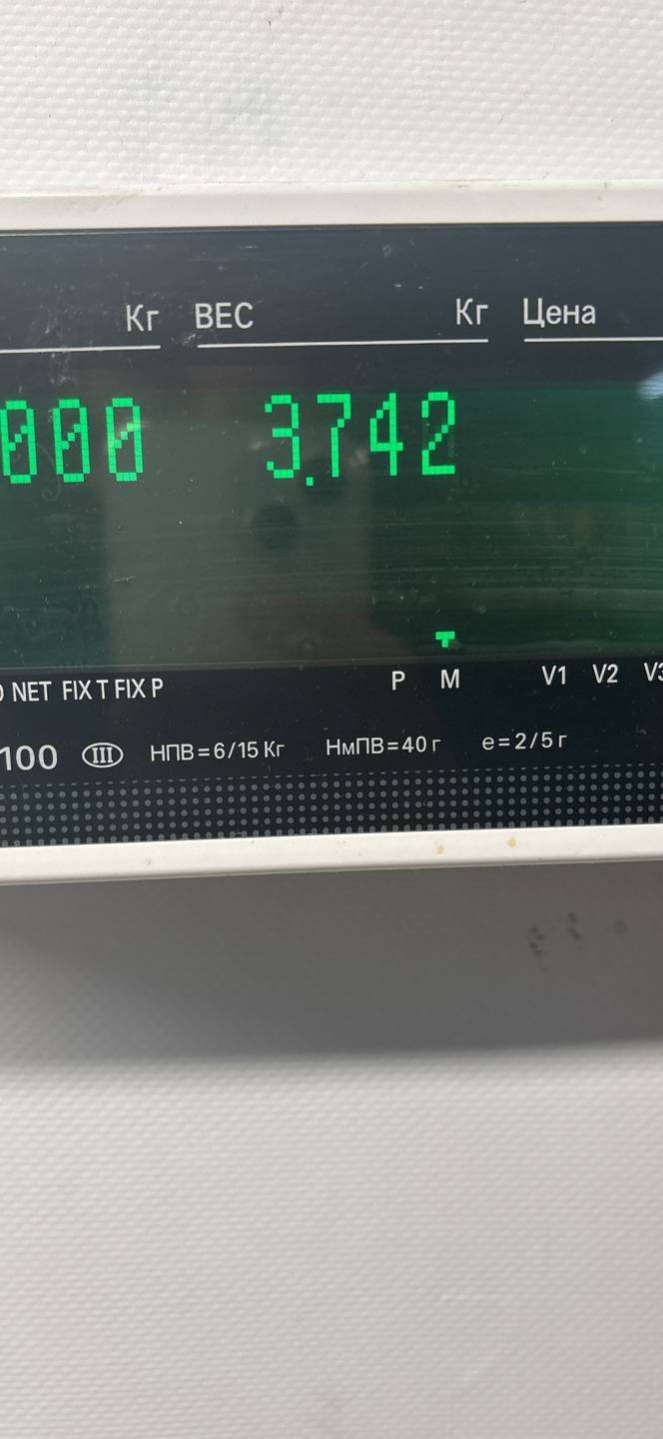 Кг ВЕС Кг Цена
000 3.742
NET FIX T FIX P P M V1 V2 V3
100 III НПВ = 6/15 Кг НмПВ = 40 г e = 2/5 г